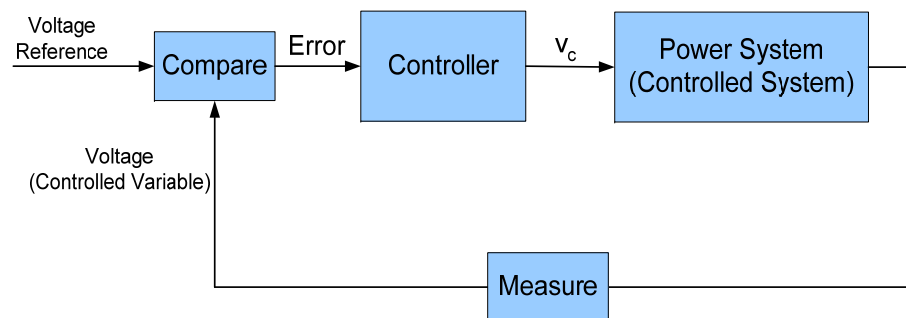 Voltage
Reference
Compare
Error
Controller
vc
Power System
(Controlled System)
Voltage
(Controlled Variable)
Measure